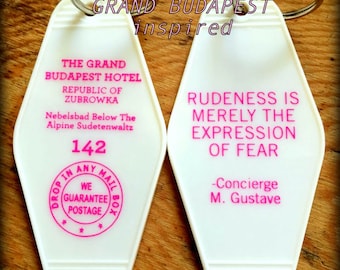 GRAND BUDAPEST
inspired
THE GRAND
BUDAPEST HOTEL
REPUBLIC OF
ZUBROWKA
Nebelsbad Below The
Alpine Sudetenwaltz
142
DROP IN ANY MAIL BOX
WE
GUARANTEE
POSTAGE
RUDENESS IS
MERELY THE
EXPRESSION
OF FEAR
-Concierge
M. Gustave